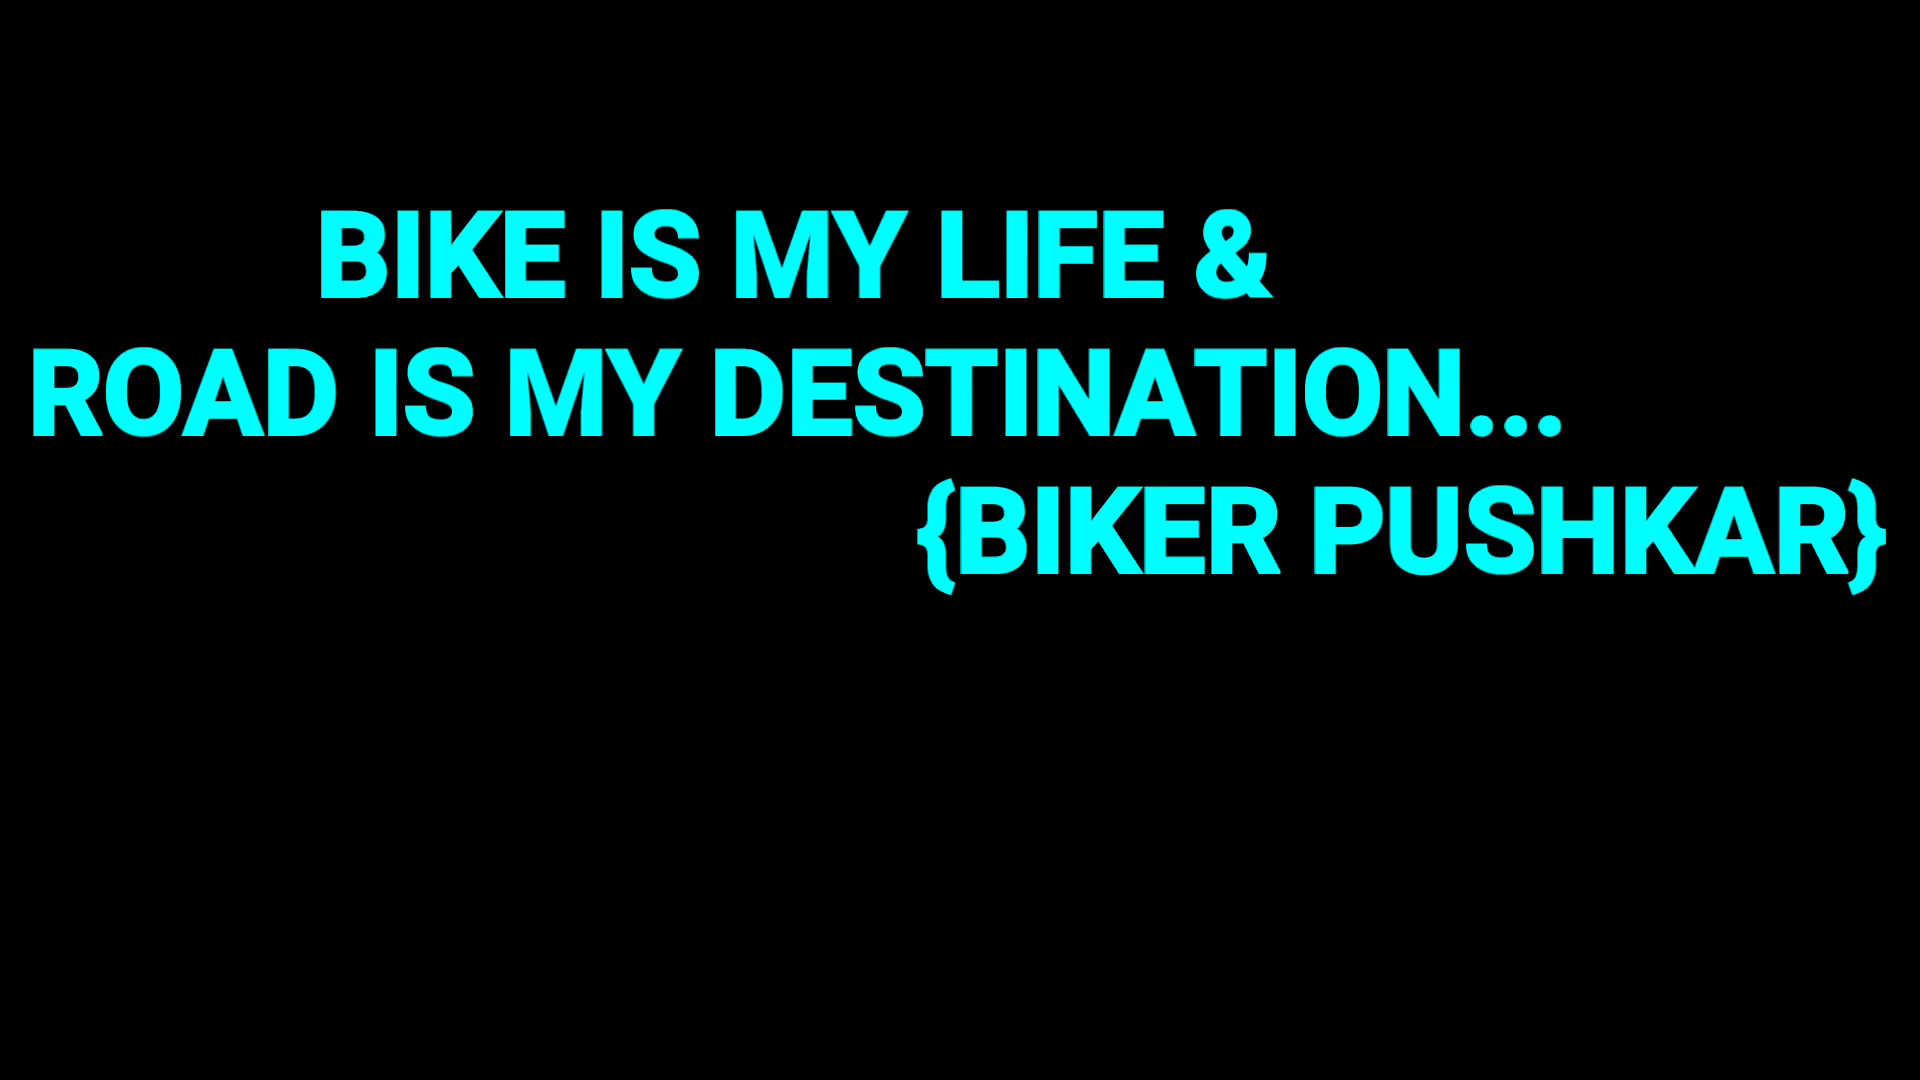 BIKE IS MY LIFE &
ROAD IS MY DESTINATION...
{BIKER PUSHKAR}